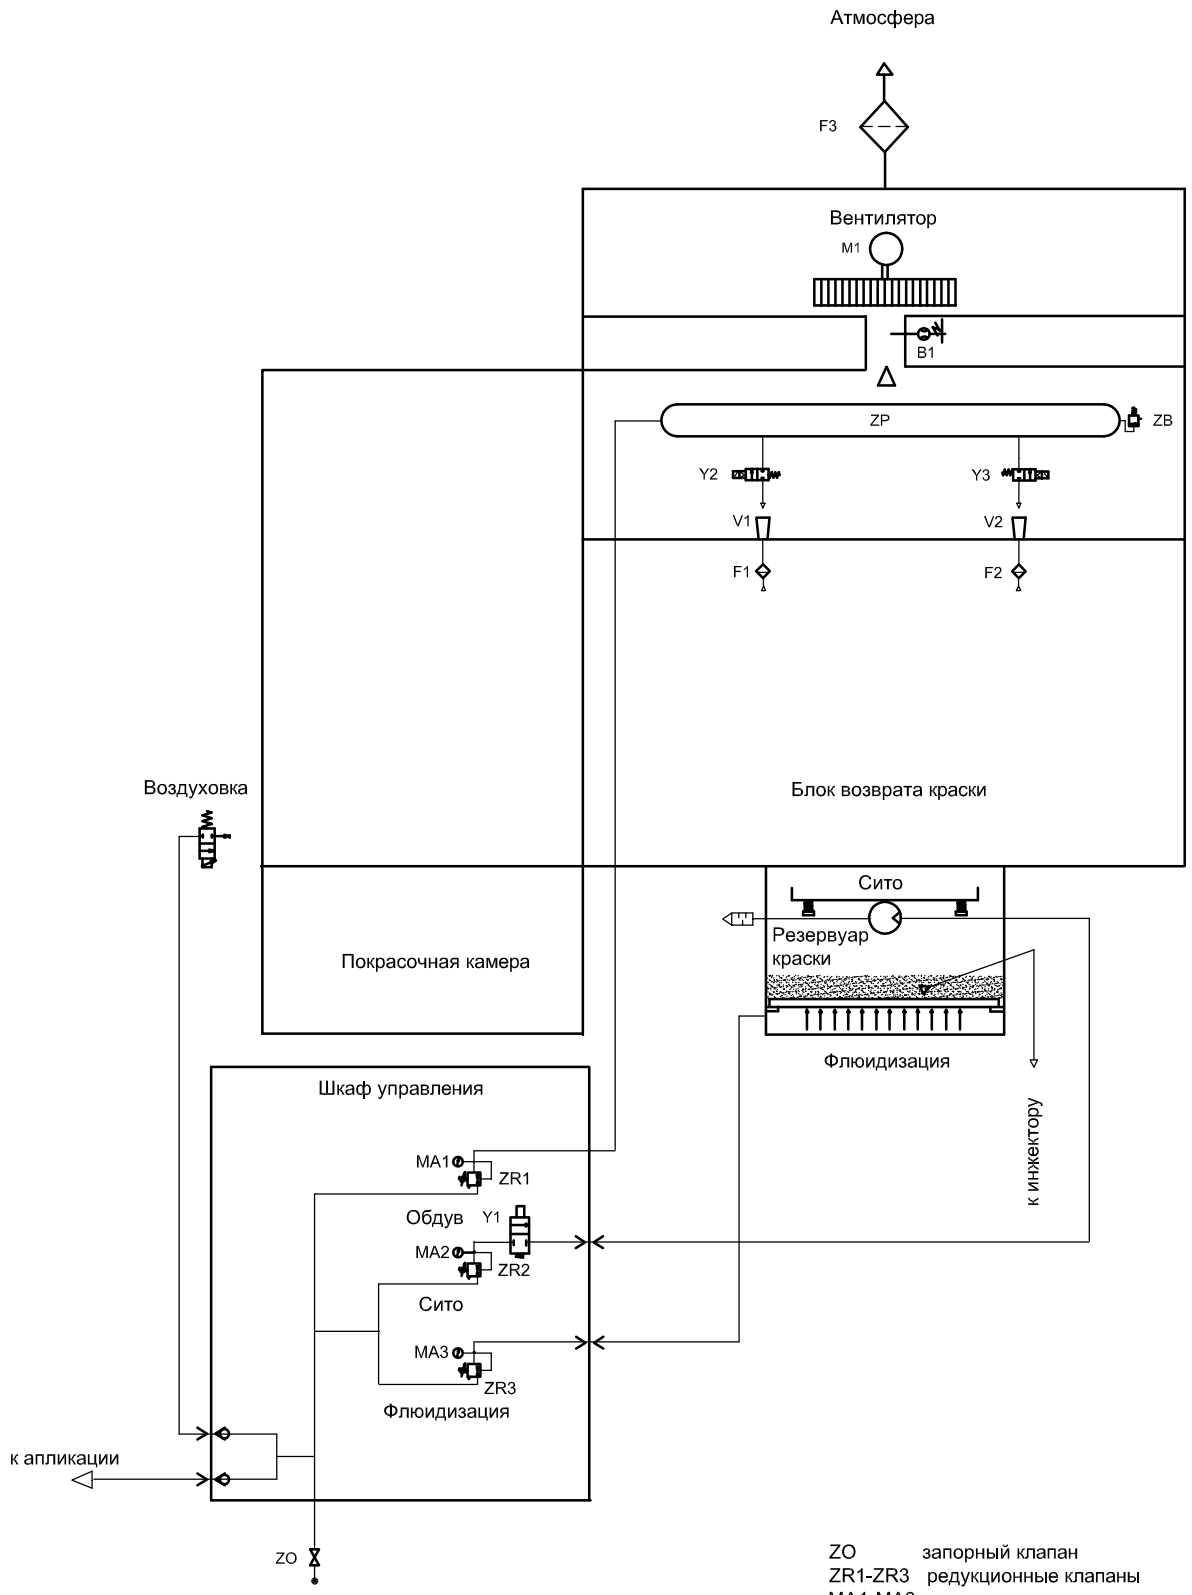 Атмосфера
F3
Вентилятор
M1
B1
ZP
ZB
Y2
Y3
V1
V2
F1
F2
Воздуховка
Блок возврата краски
Сито
Резервуар
краски
Покрасочная камера
Флюидизация
Шкаф управления
к инжектору
MA1
ZR1
Обдув
Y1
MA2
ZR2
Сито
MA3
ZR3
Флюидизация
к апликации
ZO
ZO запорный клапан
ZR1-ZR3 редукционные клапаны